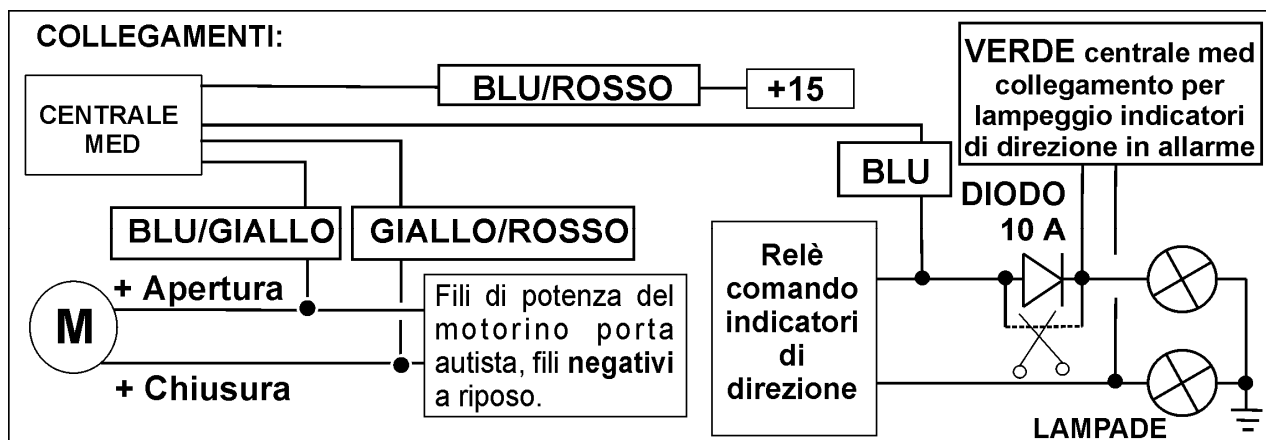 COLLEGAMENTI:
CENTRALE
MED
BLU/ROSSO
+15
BLU
VERDE centrale med
collegamento per
lampeggio indicatori
di direzione in allarme
DIODO
10 A
BLU/GIALLO
GIALLO/ROSSO
+ Apertura
M
+ Chiusura
Fili di potenza del
motorino porta
autista, fili negativi
a riposo.
Relè
comando
indicatori
di
direzione
LAMPADE